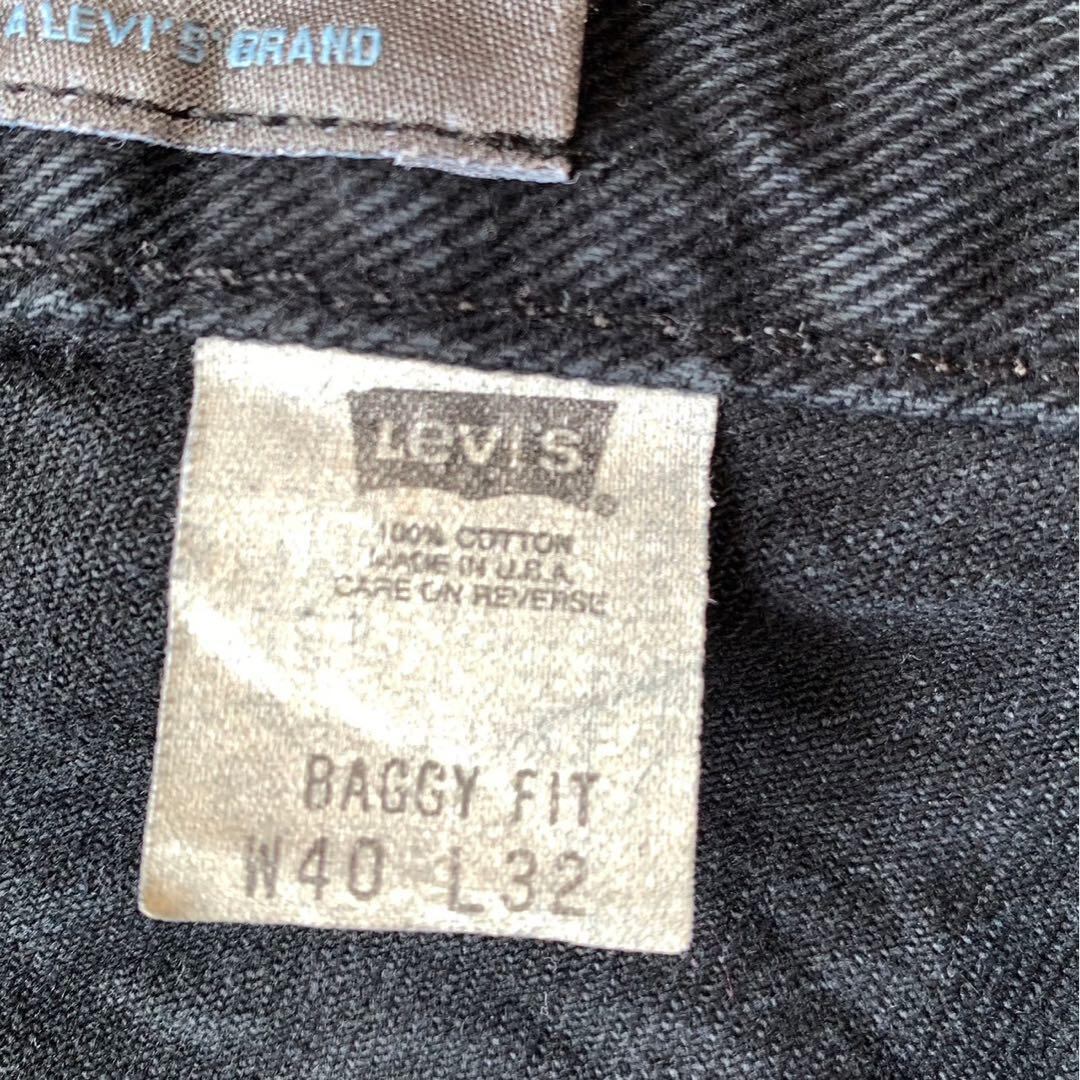 A LEVI'S® BRAND
Levi's®
100% COTTON
MADE IN U.S.A.
CARE ON REVERSE
BAGGY FIT
W40 L32